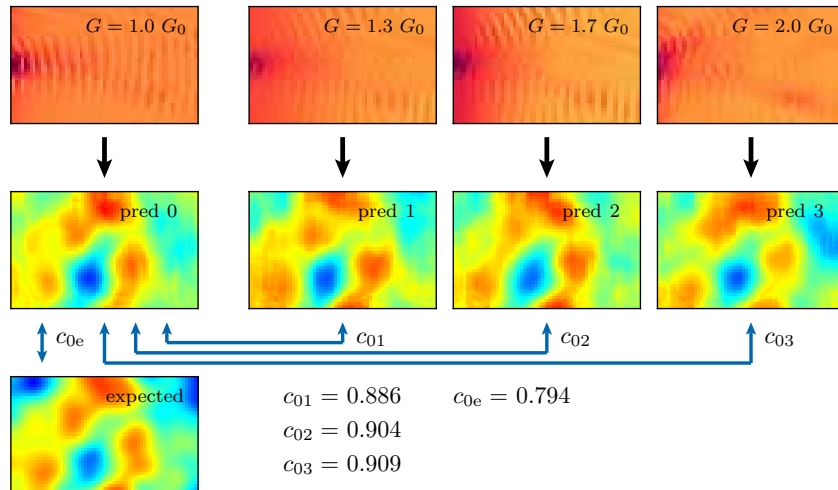 G = 1.0 G₀ G = 1.3 G₀ G = 1.7 G₀ G = 2.0 G₀
pred 0 pred 1 pred 2 pred 3
c₀ₑ c₀₁ c₀₂ c₀₃
expected
c₀₁ = 0.886 c₀ₑ = 0.794
c₀₂ = 0.904
c₀₃ = 0.909